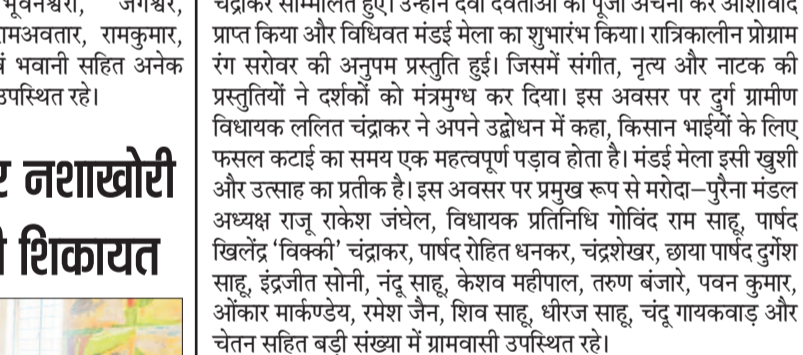 भूवनेश्वरी, जगेश्वर,
रामअवतार, रामकुमार,
भवानी सहित अनेक
उपस्थित रहे।
नशाखोरी
शिकायत
चंद्राकर सम्मिलित हुए। उन्होंने देवी देवताओं की पूजा अर्चना कर आशीर्वाद
प्राप्त किया और विधिवत मंडई मेला का शुभारंभ किया। रात्रिकालीन प्रोग्राम
रंग सरोवर की अनुपम प्रस्तुति हुई। जिसमें संगीत, नृत्य और नाटक की
प्रस्तुतियों ने दर्शकों को मंत्रमुग्ध कर दिया। इस अवसर पर दुर्ग ग्रामीण
विधायक ललित चंद्राकर ने अपने उद्बोधन में कहा, किसान भाईयों के लिए
फसल कटाई का समय एक महत्वपूर्ण पड़ाव होता है। मंडई मेला इसी खुशी
और उत्साह का प्रतीक है। इस अवसर पर प्रमुख रूप से मरोदा–पुरैना मंडल
अध्यक्ष राजू राकेश जंघेल, विधायक प्रतिनिधि गोविंद राम साहू, पार्षद
खिलेंद्र ‘विक्की’ चंद्राकर, पार्षद रोहित धनकर, चंद्रशेखर, छाया पार्षद दुर्गेश
साहू, इंद्रजीत सोनी, नंदू साहू, केशव महीपाल, तरुण बंजारे, पवन कुमार,
ओंकार मार्कण्डेय, रमेश जैन, शिव साहू, धीरज साहू, चंदू गायकवाड़ और
चेतन सहित बड़ी संख्या में ग्रामवासी उपस्थित रहे।